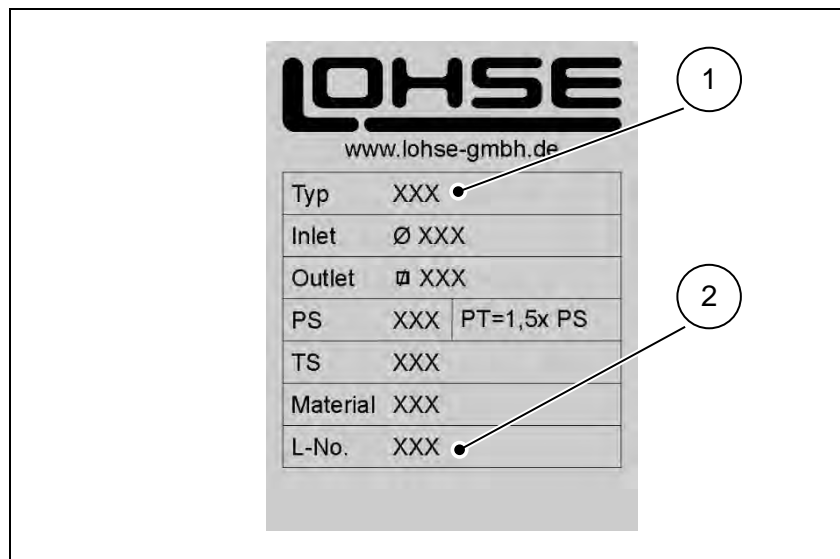 LOHSE
1
www.lohse-gmbh.de
Typ XXX
Inlet Ø XXX
Outlet ⌑ XXX
PS XXX PT=1,5x PS
2
TS XXX
Material XXX
L-No. XXX